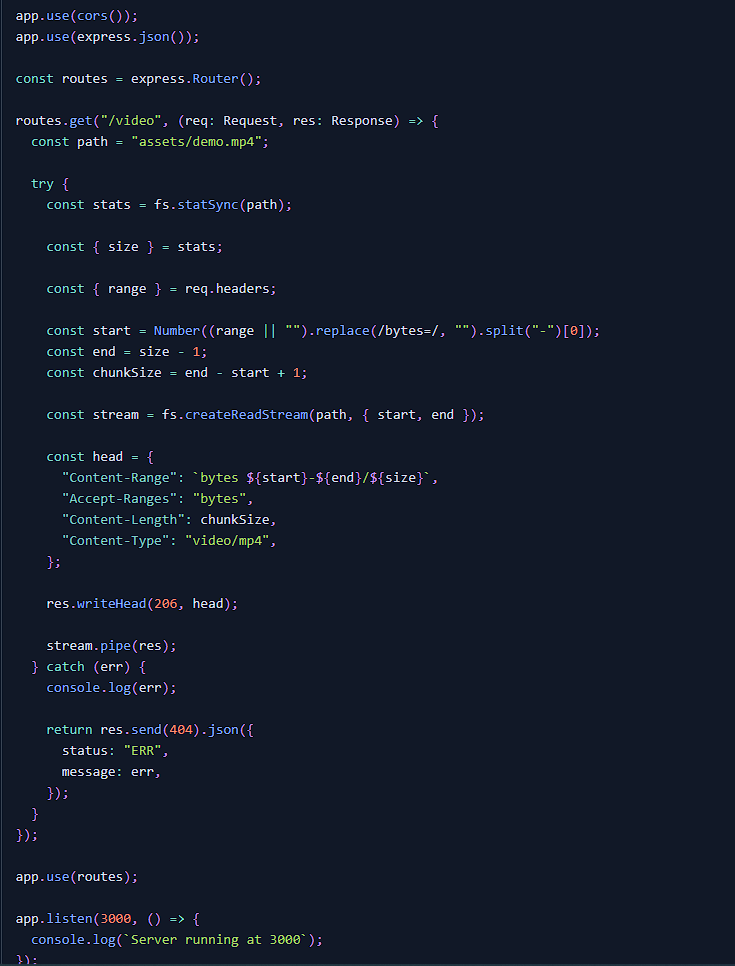 app.use(cors());
app.use(express.json());
const routes = express.Router();
routes.get("/video", (req: Request, res: Response) => {
const path = "assets/demo.mp4";
try {
const stats = fs.statSync(path);
const { size } = stats;
const { range } = req.headers;
const start = Number((range || "").replace(/bytes=/, "").split("-")[0]);
const end = size - 1;
const chunkSize = end - start + 1;
const stream = fs.createReadStream(path, { start, end });
const head = {
"Content-Range": `bytes ${start}-${end}/${size}`,
"Accept-Ranges": "bytes",
"Content-Length": chunkSize,
"Content-Type": "video/mp4",
};
res.writeHead(206, head);
stream.pipe(res);
} catch (err) {
console.log(err);
return res.send(404).json({
status: "ERR",
message: err,
});
}
});
app.use(routes);
app.listen(3000, () => {
console.log(`Server running at 3000`);
});